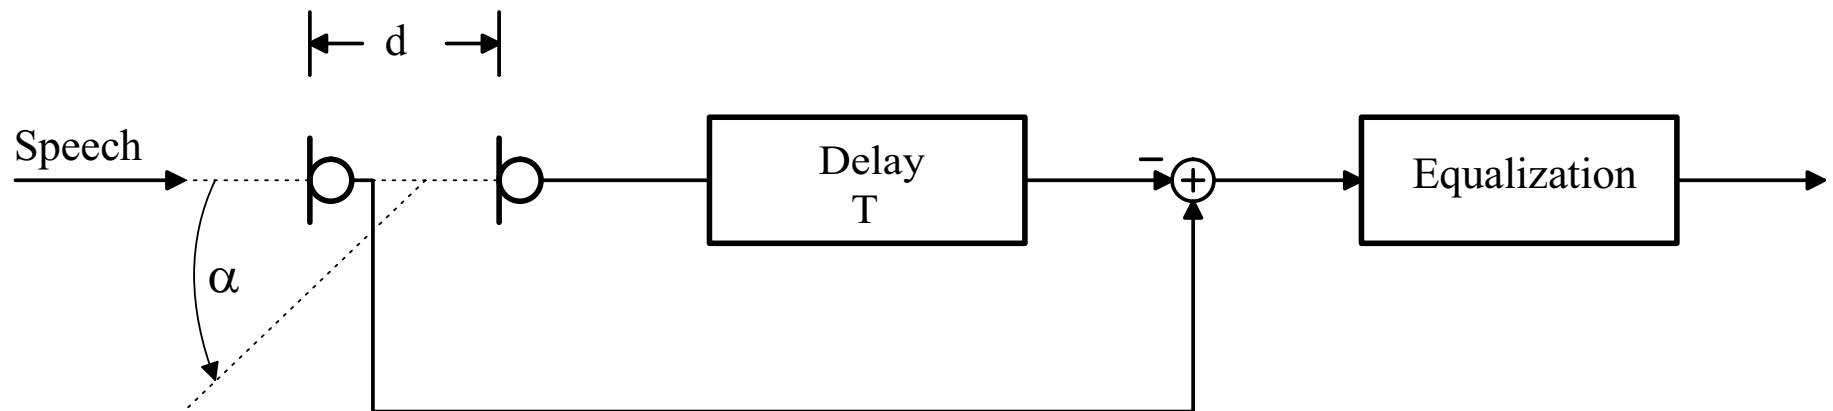 d
Speech
Delay
T
−
+
Equalization
α